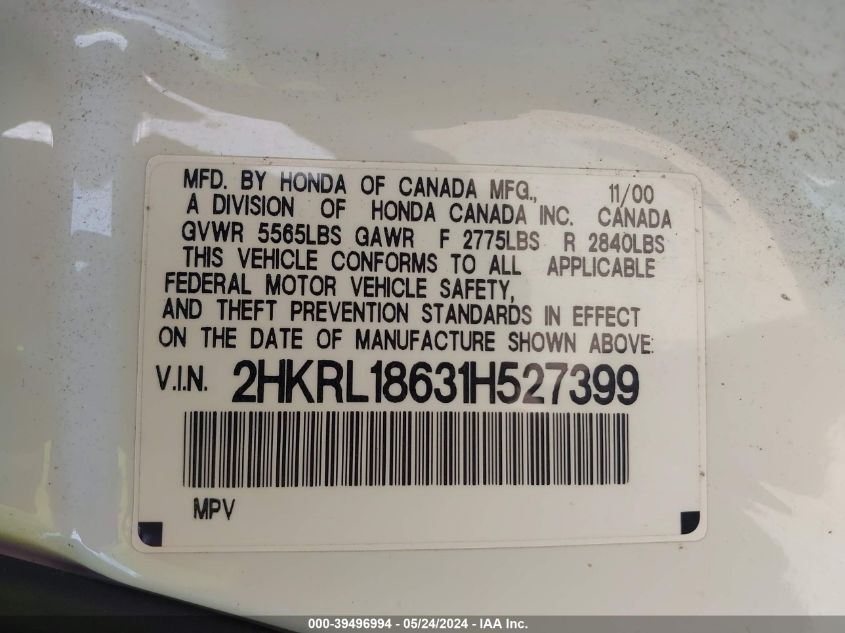 MFD. BY HONDA OF CANADA MFG., 11/00
A DIVISION OF HONDA CANADA INC. CANADA
GVWR 5565LBS GAWR F 2775LBS R 2840LBS
THIS VEHICLE CONFORMS TO ALL APPLICABLE
FEDERAL MOTOR VEHICLE SAFETY,
AND THEFT PREVENTION STANDARDS IN EFFECT
ON THE DATE OF MANUFACTURE SHOWN ABOVE:
V.I.N. 2HKRL18631H527399
MPV
000-39496994 - 05/24/2024 - IAA Inc.